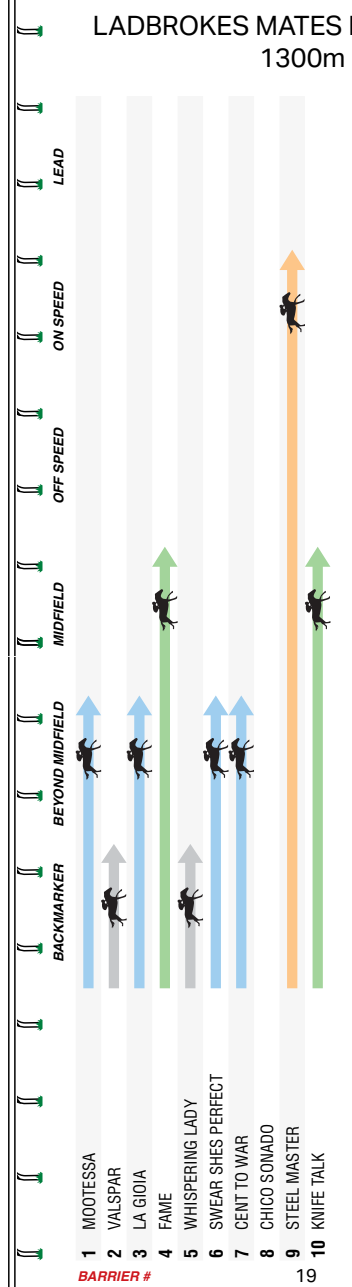 LADBROKES MATES
1300m
LEAD
ON SPEED
OFF SPEED
MIDFIELD
BEYOND MIDFIELD
BACKMARKER
1 MOOTESSA
2 VALSPAR
3 LA GIOIA
4 FAME
5 WHISPERING LADY
6 SWEAR SHES PERFECT
7 CENT TO WAR
8 CHICO SONADO
9 STEEL MASTER
10 KNIFE TALK
BARRIER #
19